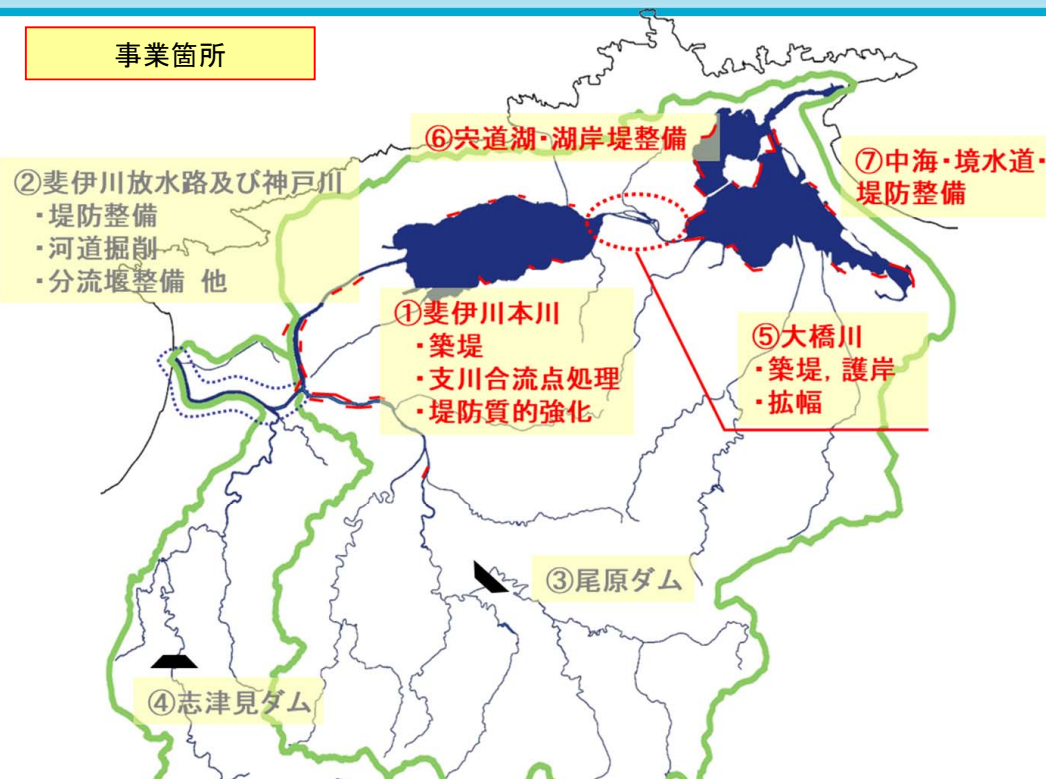 事業箇所
⑥宍道湖・湖岸堤整備
⑦中海・境水道・
堤防整備
②斐伊川放水路及び神戸川
・堤防整備
・河道掘削
・分流堰整備 他
①斐伊川本川
・築堤
・支川合流点処理
・堤防質的強化
⑤大橋川
・築堤, 護岸
・拡幅
③尾原ダム
④志津見ダム